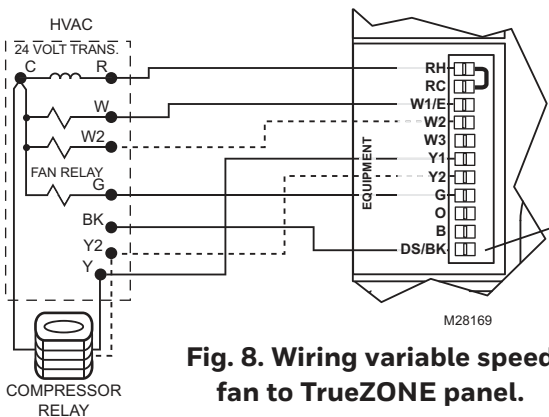 HVAC
24 VOLT TRANS.
C
R
W
W2
FAN RELAY
G
BK
Y2
Y
COMPRESSOR
RELAY
EQUIPMENT
RH
RC
W1/E
W2
W3
Y1
Y2
G
O
B
DS/BK
M28169
Fig. 8. Wiring variable speed
fan to TrueZONE panel.